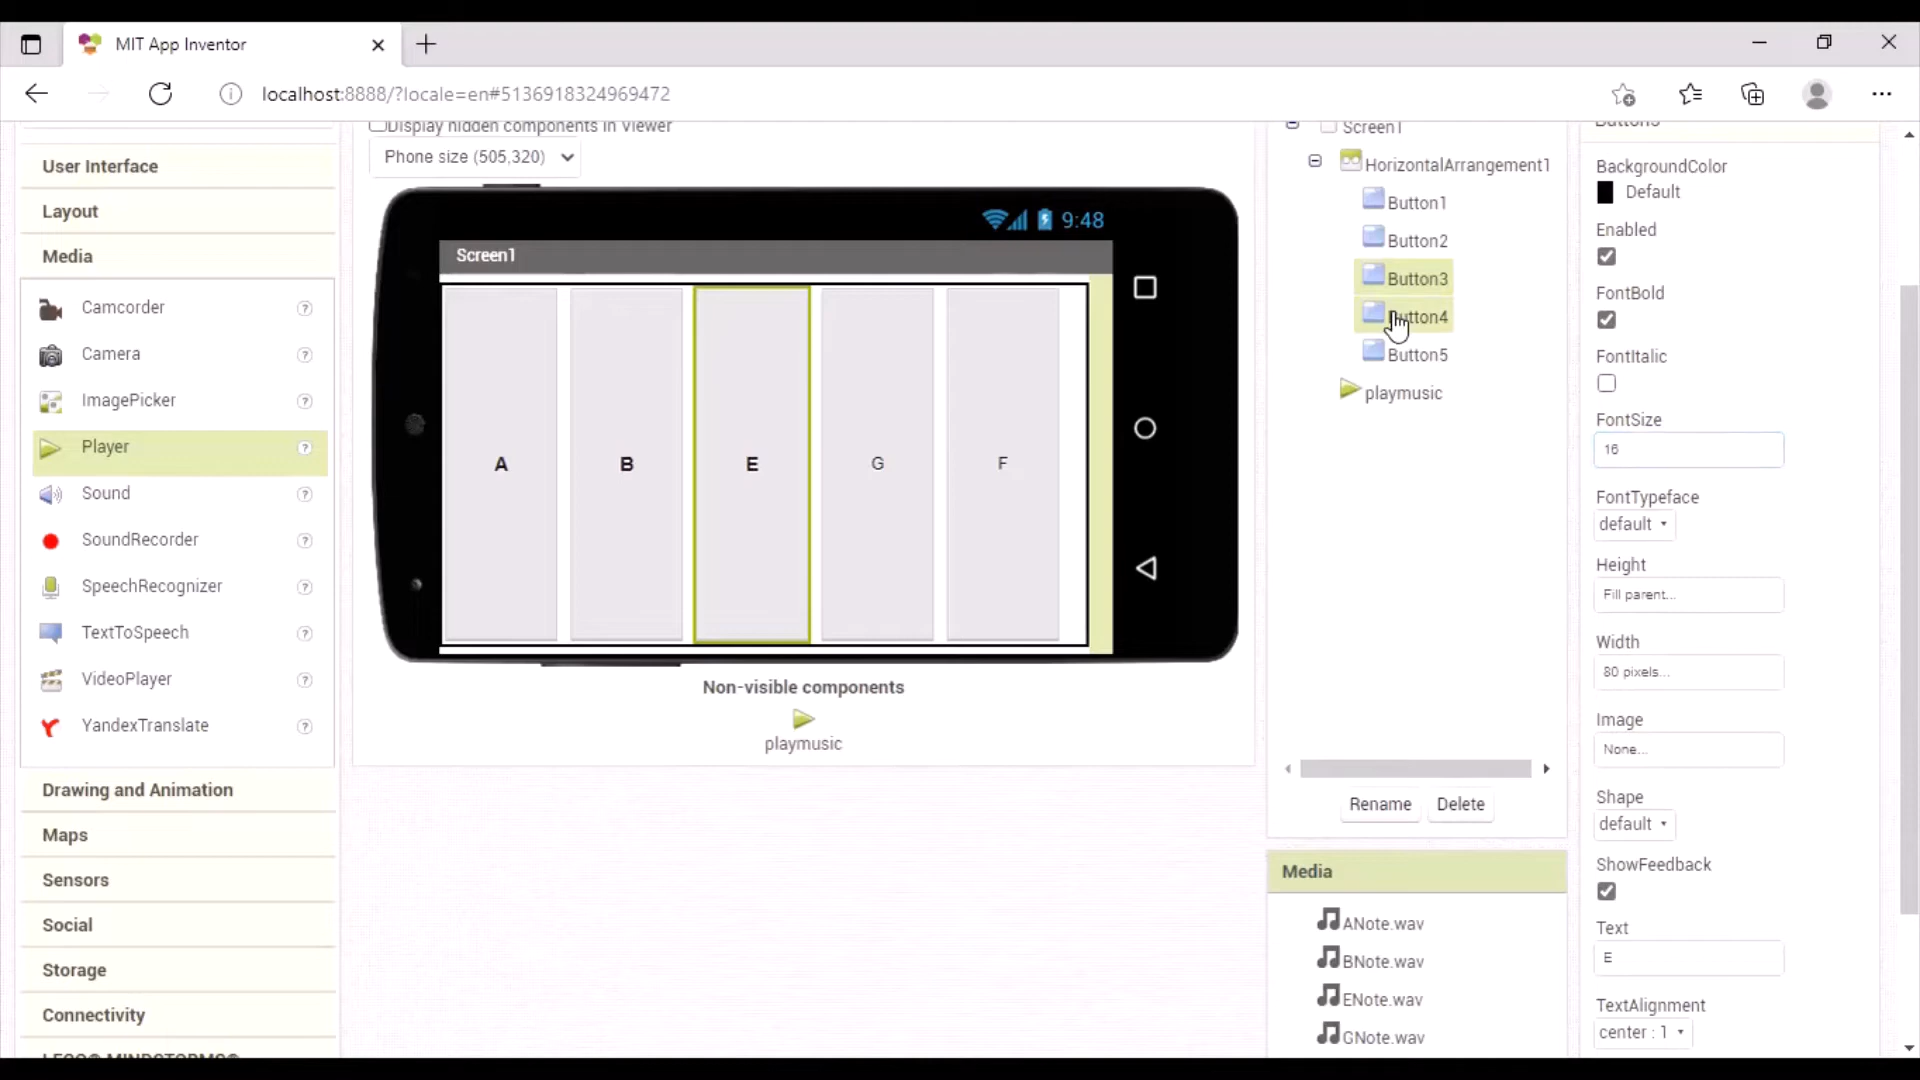 MIT App Inventor
localhost:8888/?locale=en#5136918324969472
Display hidden components in Viewer
Phone size (505,320)
User Interface
Layout
Media
Camcorder
?
Camera
?
ImagePicker
?
Player
?
Sound
?
SoundRecorder
?
SpeechRecognizer
?
TextToSpeech
?
VideoPlayer
?
YandexTranslate
?
Drawing and Animation
Maps
Sensors
Social
Storage
Connectivity
LEGO® MINDSTORMS®
9:48
Screen1
A B E G F
Non-visible components
playmusic
Screen1
HorizontalArrangement1
Button1
Button2
Button3
Button4
Button5
playmusic
Rename Delete
Media
ANote.wav
BNote.wav
ENote.wav
GNote.wav
Button3
BackgroundColor
Default
Enabled
FontBold
FontItalic
FontSize
16
FontTypeface
default
Height
Fill parent...
Width
80 pixels...
Image
None...
Shape
default
ShowFeedback
Text
E
TextAlignment
center : 1